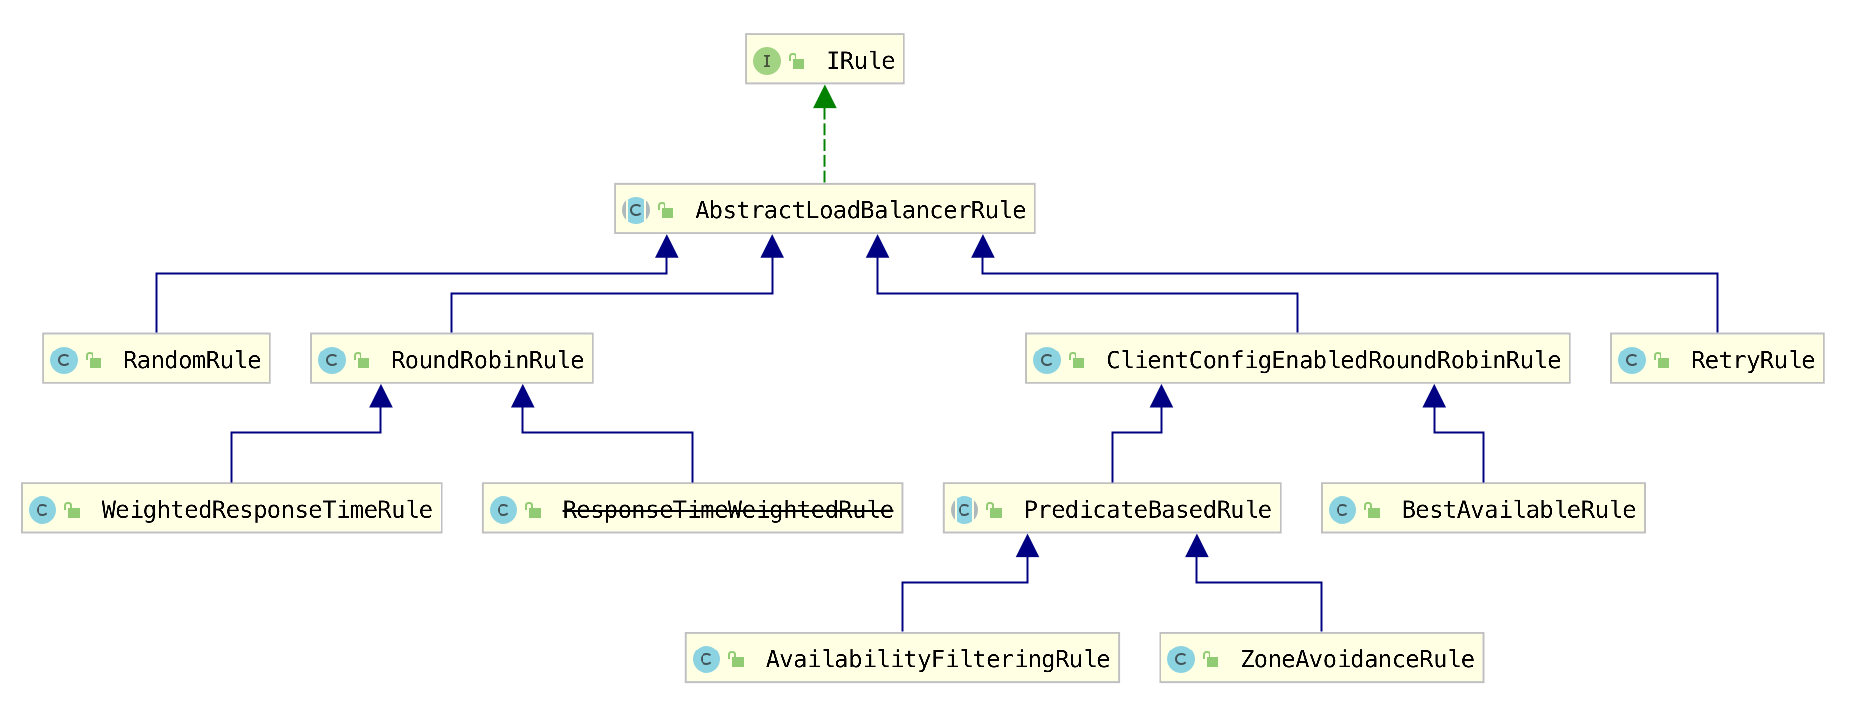 I IRule
C AbstractLoadBalancerRule
C RandomRule
C RoundRobinRule
C ClientConfigEnabledRoundRobinRule
C RetryRule
C WeightedResponseTimeRule
C ResponseTimeWeightedRule
C PredicateBasedRule
C BestAvailableRule
C AvailabilityFilteringRule
C ZoneAvoidanceRule